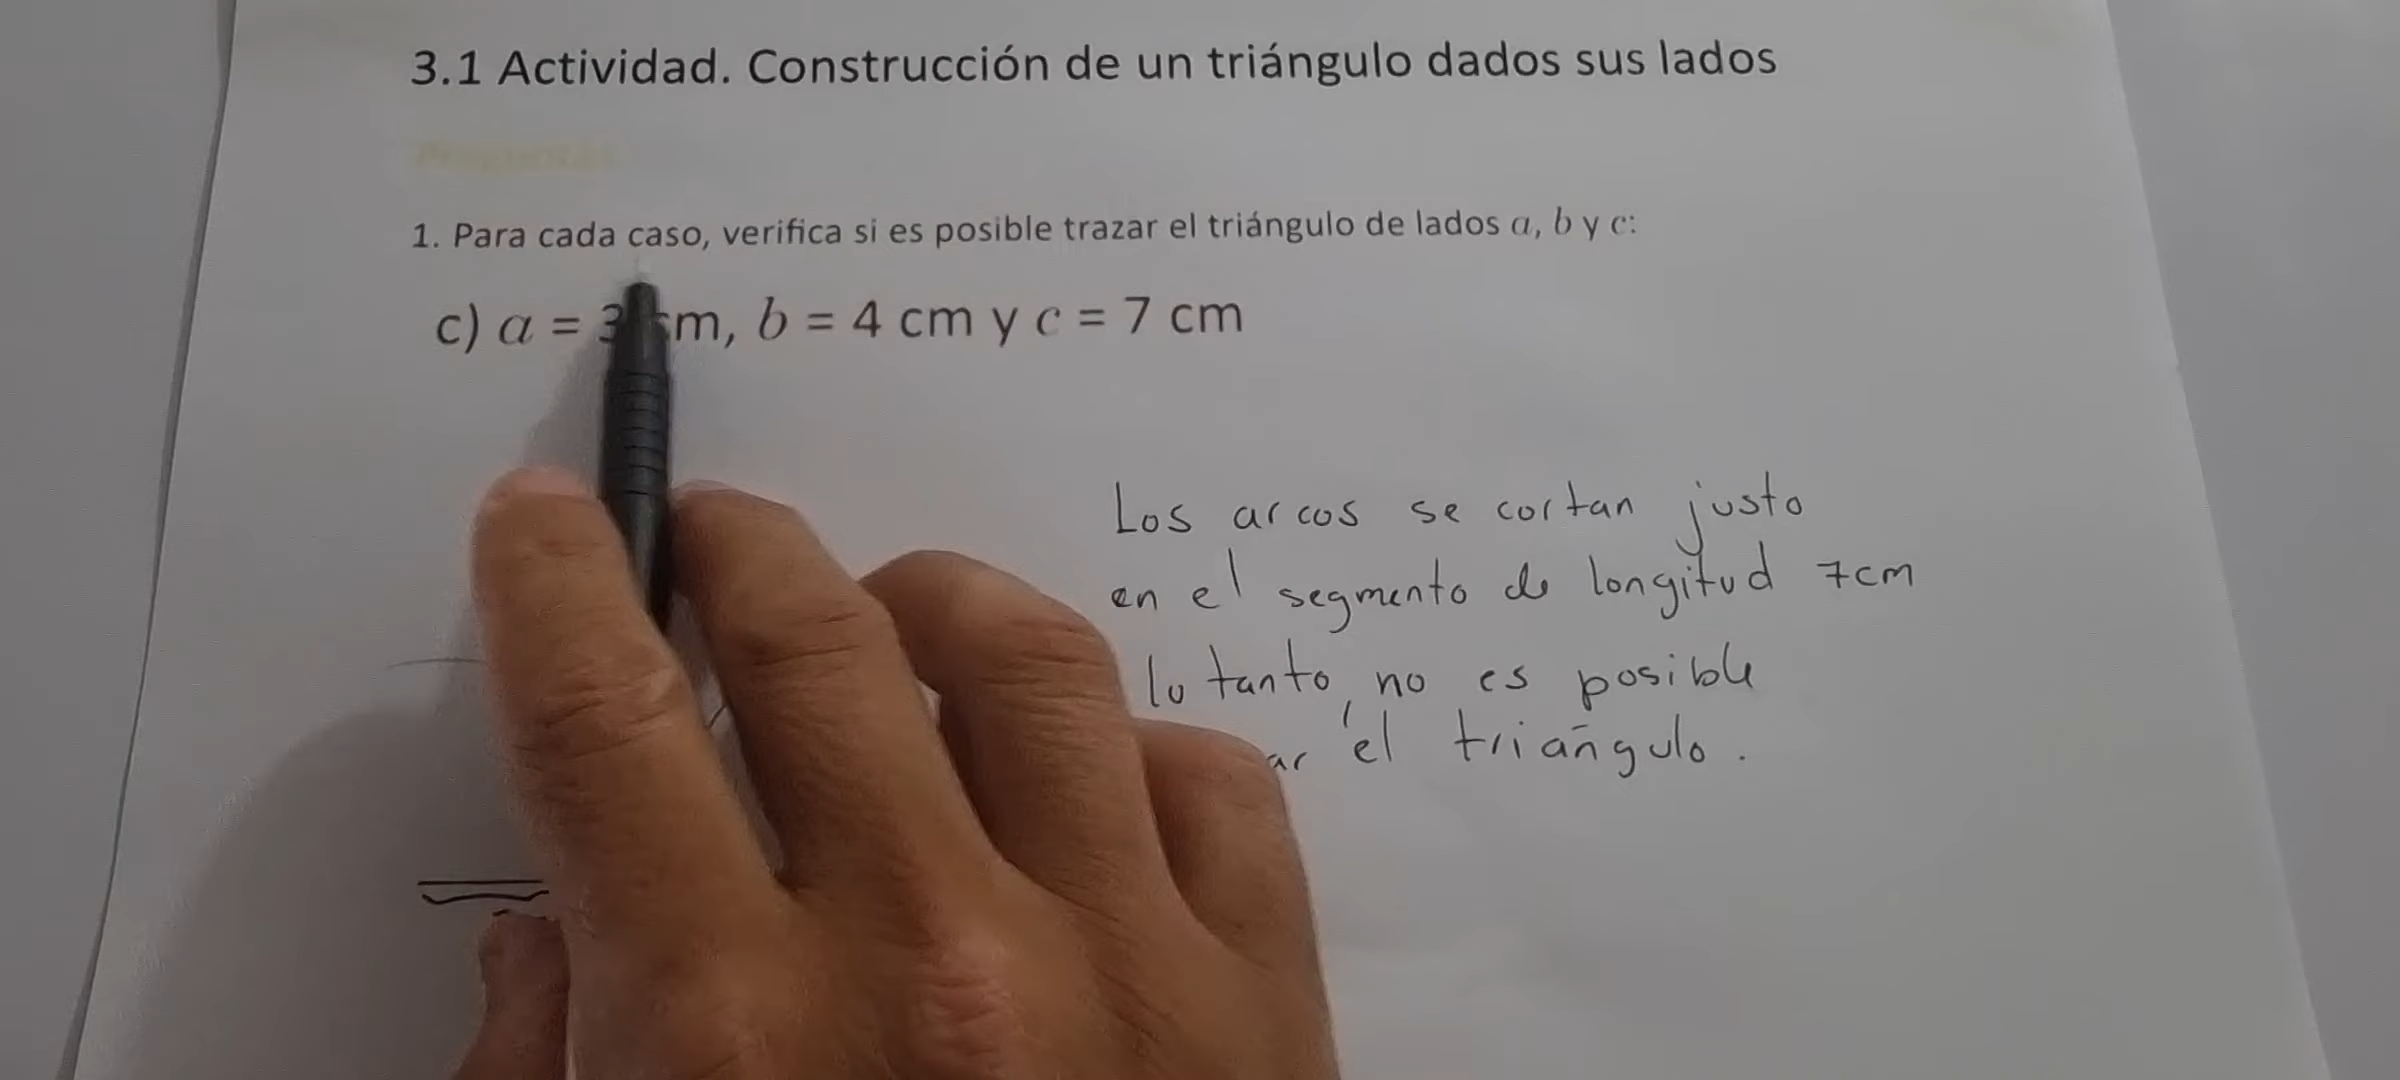 3.1 Actividad. Construcción de un triángulo dados sus lados
1. Para cada caso, verifica si es posible trazar el triángulo de lados a, b y c:
c) a = 3 cm, b = 4 cm y c = 7 cm
Los arcos se cortan justo
en el segmento de longitud 7cm
lo tanto, no es posible
ar el triángulo.